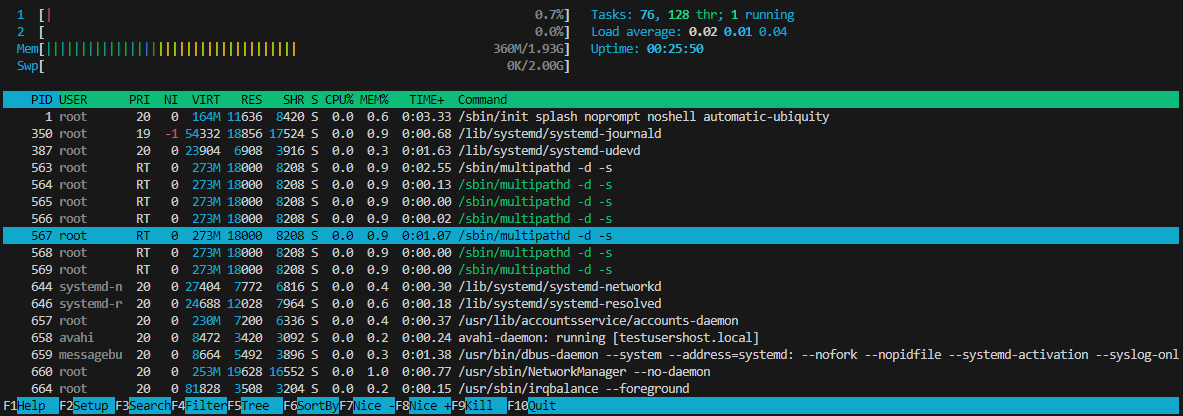 1 [| 0.7%] Tasks: 76, 128 thr; 1 running
2 [ 0.0%] Load average: 0.02 0.01 0.04
Mem[||||||||||||||||||||||||||||||||||||| 360M/1.93G] Uptime: 00:25:50
Swp[ 0K/2.00G]
PID USER PRI NI VIRT RES SHR S CPU% MEM% TIME+ Command
1 root 20 0 164M 11636 8420 S 0.0 0.6 0:03.33 /sbin/init splash noprompt noshell automatic-ubiquity
350 root 19 -1 54332 18856 17524 S 0.0 0.9 0:00.68 /lib/systemd/systemd-journald
387 root 20 0 23904 6908 3916 S 0.0 0.3 0:01.63 /lib/systemd/systemd-udevd
563 root RT 0 273M 18000 8208 S 0.0 0.9 0:02.55 /sbin/multipathd -d -s
564 root RT 0 273M 18000 8208 S 0.0 0.9 0:00.13 /sbin/multipathd -d -s
565 root RT 0 273M 18000 8208 S 0.0 0.9 0:00.00 /sbin/multipathd -d -s
566 root RT 0 273M 18000 8208 S 0.0 0.9 0:00.02 /sbin/multipathd -d -s
567 root RT 0 273M 18000 8208 S 0.0 0.9 0:01.07 /sbin/multipathd -d -s
568 root RT 0 273M 18000 8208 S 0.0 0.9 0:00.00 /sbin/multipathd -d -s
569 root RT 0 273M 18000 8208 S 0.0 0.9 0:00.00 /sbin/multipathd -d -s
644 systemd-n 20 0 27404 7772 6816 S 0.0 0.4 0:00.30 /lib/systemd/systemd-networkd
646 systemd-r 20 0 24688 12028 7964 S 0.0 0.6 0:00.18 /lib/systemd/systemd-resolved
657 root 20 0 230M 7200 6336 S 0.0 0.4 0:00.37 /usr/lib/accountsservice/accounts-daemon
658 avahi 20 0 8472 3420 3092 S 0.0 0.2 0:00.24 avahi-daemon: running [testusershost.local]
659 messagebu 20 0 8664 5492 3896 S 0.0 0.3 0:01.38 /usr/bin/dbus-daemon --system --address=systemd: --nofork --nopidfile --systemd-activation --syslog-onl
660 root 20 0 253M 19628 16552 S 0.0 1.0 0:00.77 /usr/sbin/NetworkManager --no-daemon
664 root 20 0 81828 3508 3204 S 0.0 0.2 0:00.15 /usr/sbin/irqbalance --foreground
F1Help F2Setup F3SearchF4FilterF5Tree F6SortByF7Nice -F8Nice +F9Kill F10Quit